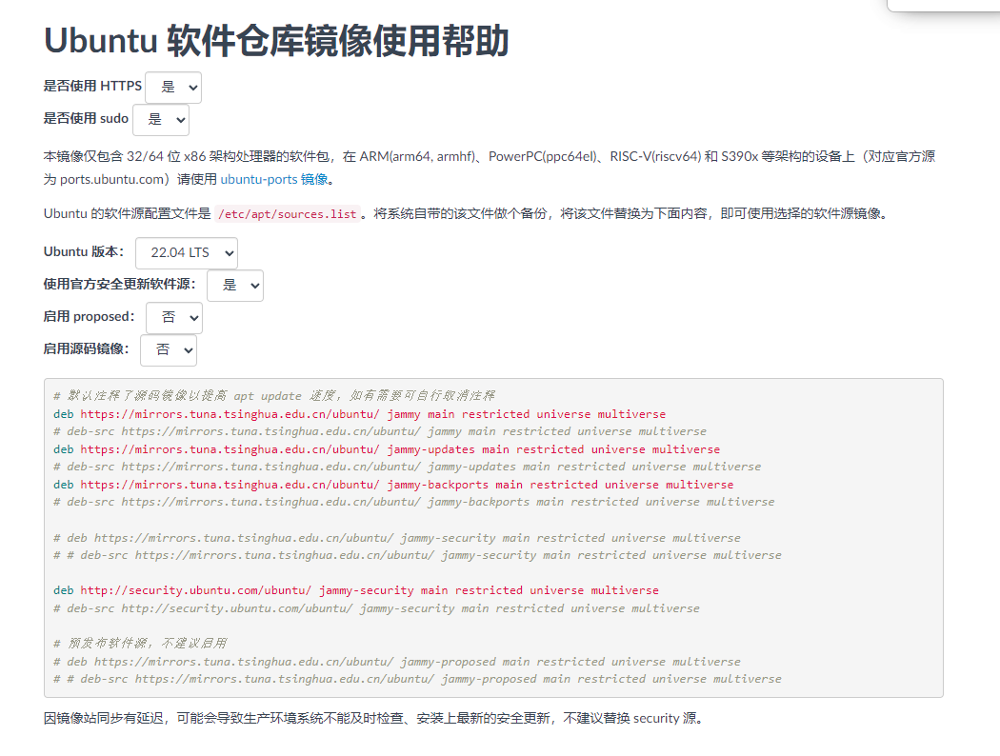 Ubuntu 软件仓库镜像使用帮助
是否使用 HTTPS 是
是否使用 sudo 是
本镜像仅包含 32/64 位 x86 架构处理器的软件包，在 ARM(arm64, armhf)、PowerPC(ppc64el)、RISC-V(riscv64) 和 S390x 等架构的设备上（对应官方源
为 ports.ubuntu.com）请使用 ubuntu-ports 镜像。
Ubuntu 的软件源配置文件是 /etc/apt/sources.list 。将系统自带的该文件做个备份，将该文件替换为下面内容，即可使用选择的软件源镜像。
Ubuntu 版本： 22.04 LTS
使用官方安全更新软件源： 是
启用 proposed： 否
启用源码镜像： 否
# 默认注释了源码镜像以提高 apt update 速度，如有需要可自行取消注释
deb https://mirrors.tuna.tsinghua.edu.cn/ubuntu/ jammy main restricted universe multiverse
# deb-src https://mirrors.tuna.tsinghua.edu.cn/ubuntu/ jammy main restricted universe multiverse
deb https://mirrors.tuna.tsinghua.edu.cn/ubuntu/ jammy-updates main restricted universe multiverse
# deb-src https://mirrors.tuna.tsinghua.edu.cn/ubuntu/ jammy-updates main restricted universe multiverse
deb https://mirrors.tuna.tsinghua.edu.cn/ubuntu/ jammy-backports main restricted universe multiverse
# deb-src https://mirrors.tuna.tsinghua.edu.cn/ubuntu/ jammy-backports main restricted universe multiverse
# deb https://mirrors.tuna.tsinghua.edu.cn/ubuntu/ jammy-security main restricted universe multiverse
# # deb-src https://mirrors.tuna.tsinghua.edu.cn/ubuntu/ jammy-security main restricted universe multiverse
deb http://security.ubuntu.com/ubuntu/ jammy-security main restricted universe multiverse
# deb-src http://security.ubuntu.com/ubuntu/ jammy-security main restricted universe multiverse
# 预发布软件源，不建议启用
# deb https://mirrors.tuna.tsinghua.edu.cn/ubuntu/ jammy-proposed main restricted universe multiverse
# # deb-src https://mirrors.tuna.tsinghua.edu.cn/ubuntu/ jammy-proposed main restricted universe multiverse
因镜像站同步有延迟，可能会导致生产环境系统不能及时检查、安装上最新的安全更新，不建议替换 security 源。